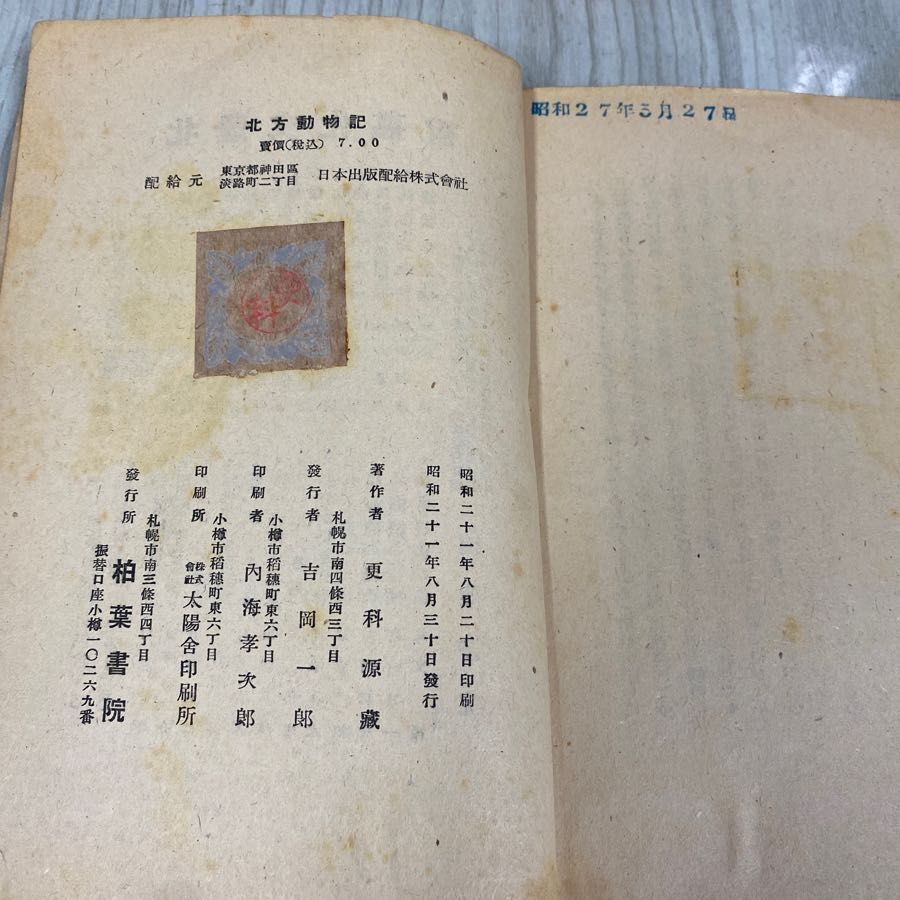 北方動物記
賣價(税込) 7.00
配給元 東京都神田區淡路町二丁目 日本出版配給株式會社
更科
昭和二十一年八月二十日印刷
昭和二十一年八月三十日發行
著作者 更科源藏
札幌市南四條西三丁目
發行者 吉岡一郎
小樽市稻穗町東六丁目
印刷者 內海孝次郎
小樽市稻穗町東六丁目
印刷所 株式會社 太陽舍印刷所
札幌市南三條西四丁目
發行所 柏葉書院
振替口座小樽一〇二六九番
昭和27年5月27日